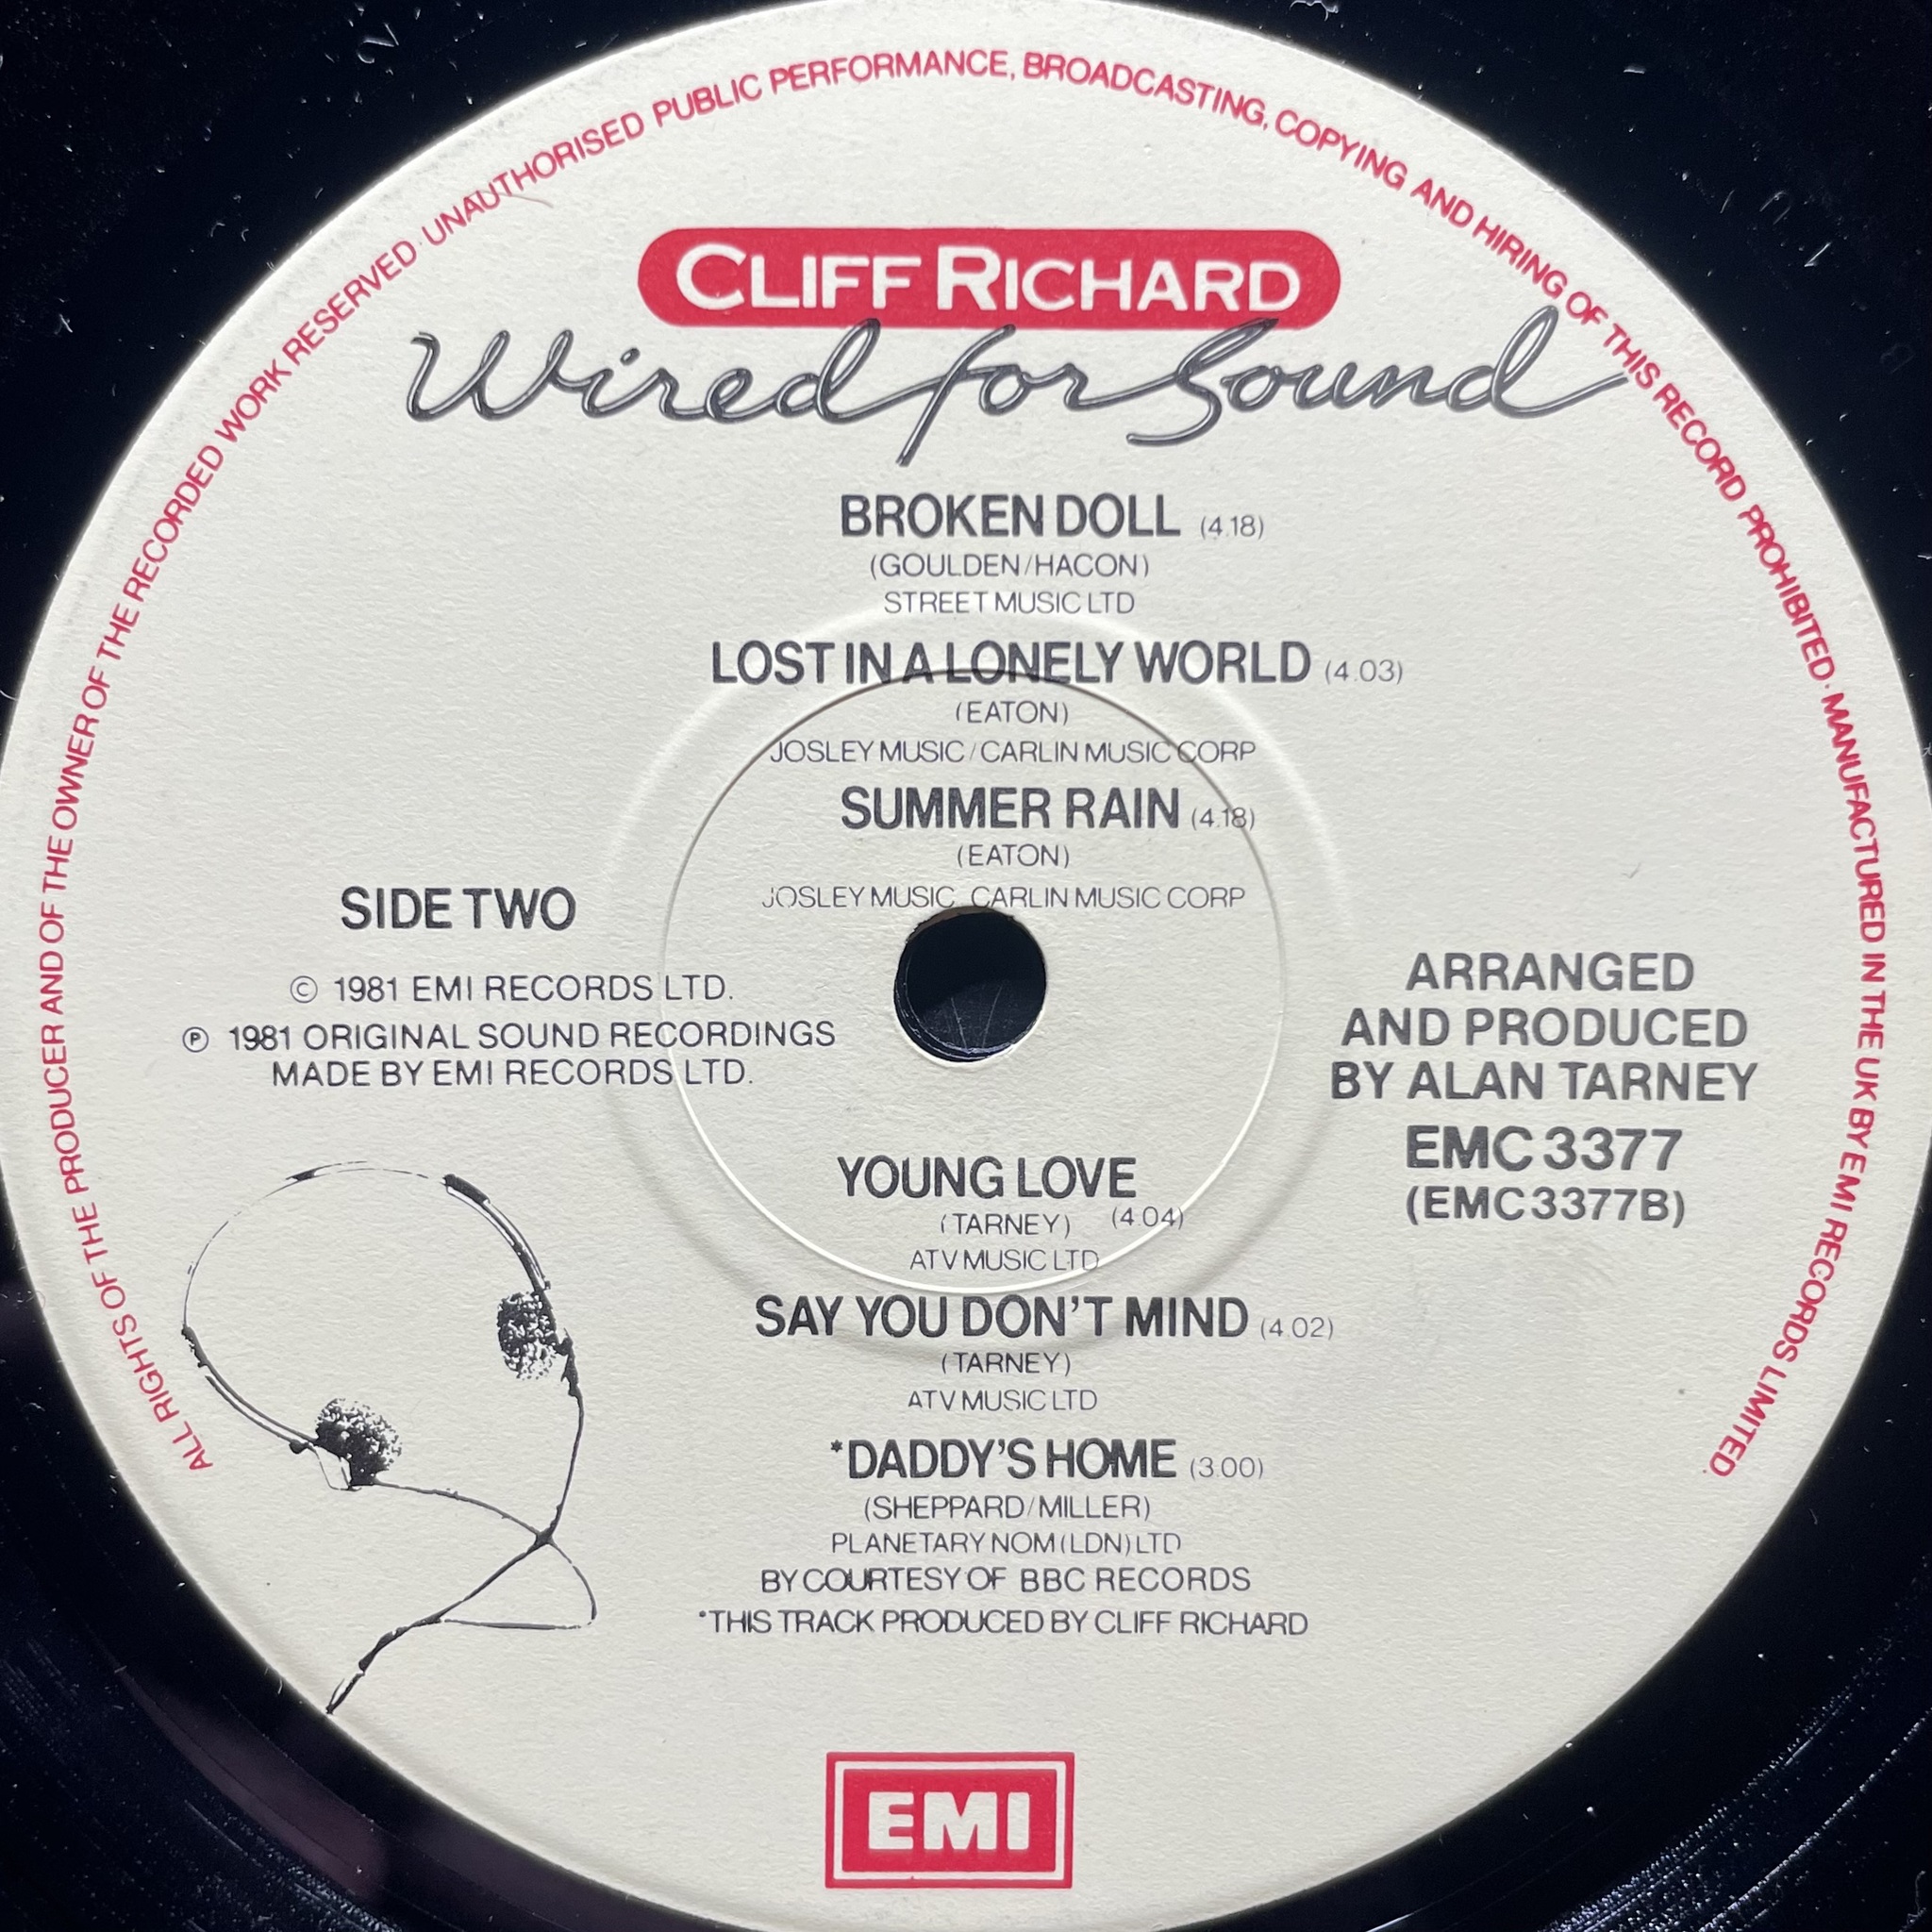 ALL RIGHTS OF THE PRODUCER AND OF THE OWNER OF THE RECORDED WORK RESERVED · UNAUTHORISED PUBLIC PERFORMANCE, BROADCASTING, COPYING AND HIRING OF THIS RECORD PROHIBITED · MANUFACTURED IN THE UK BY EMI RECORDS LIMITED.
CLIFF RICHARD
Wired for Sound
BROKEN DOLL (4.18)
(GOULDEN/HACON)
STREET MUSIC LTD
LOST IN A LONELY WORLD (4.03)
(EATON)
JOSLEY MUSIC/CARLIN MUSIC CORP
SUMMER RAIN (4.18)
(EATON)
JOSLEY MUSIC CARLIN MUSIC CORP
SIDE TWO
© 1981 EMI RECORDS LTD.
℗ 1981 ORIGINAL SOUND RECORDINGS
MADE BY EMI RECORDS LTD.
ARRANGED
AND PRODUCED
BY ALAN TARNEY
EMC 3377
(EMC3377B)
YOUNG LOVE
(TARNEY) (4.04)
ATV MUSIC LTD
SAY YOU DON'T MIND (4.02)
(TARNEY)
ATV MUSIC LTD
*DADDY'S HOME (3.00)
(SHEPPARD/MILLER)
PLANETARY NOM (LDN) LTD
BY COURTESY OF BBC RECORDS
*THIS TRACK PRODUCED BY CLIFF RICHARD
EMI